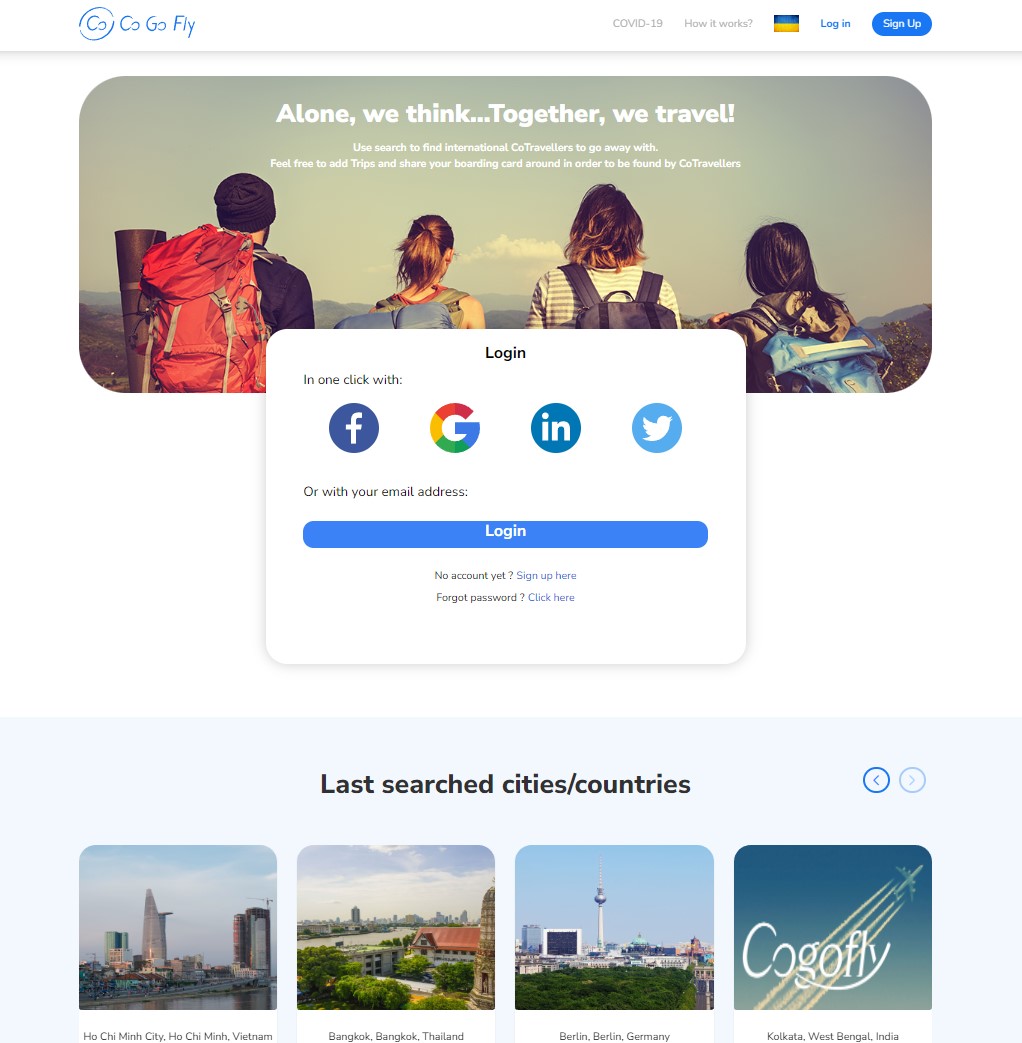 Co Co Go Fly
COVID-19
How it works?
Log in
Sign Up
Alone, we think...Together, we travel!
Use search to find international CoTravellers to go away with.
Feel free to add Trips and share your boarding card around in order to be found by CoTravellers
Login
In one click with:
f
G
in
Or with your email address:
Login
No account yet ? Sign up here
Forgot password ? Click here
Last searched cities/countries
Cogofly
Ho Chi Minh City, Ho Chi Minh, Vietnam
Bangkok, Bangkok, Thailand
Berlin, Berlin, Germany
Kolkata, West Bengal, India